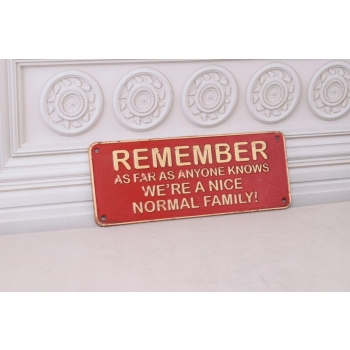 REMEMBER
AS FAR AS ANYONE KNOWS
WE'RE A NICE
NORMAL FAMILY!